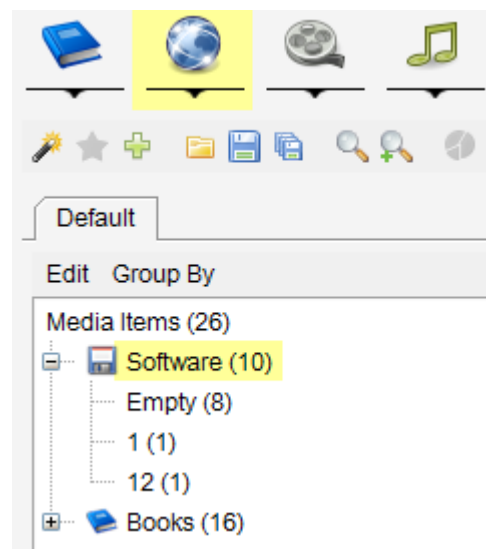 Default
Edit Group By
Media Items (26)
Software (10)
Empty (8)
1 (1)
12 (1)
Books (16)